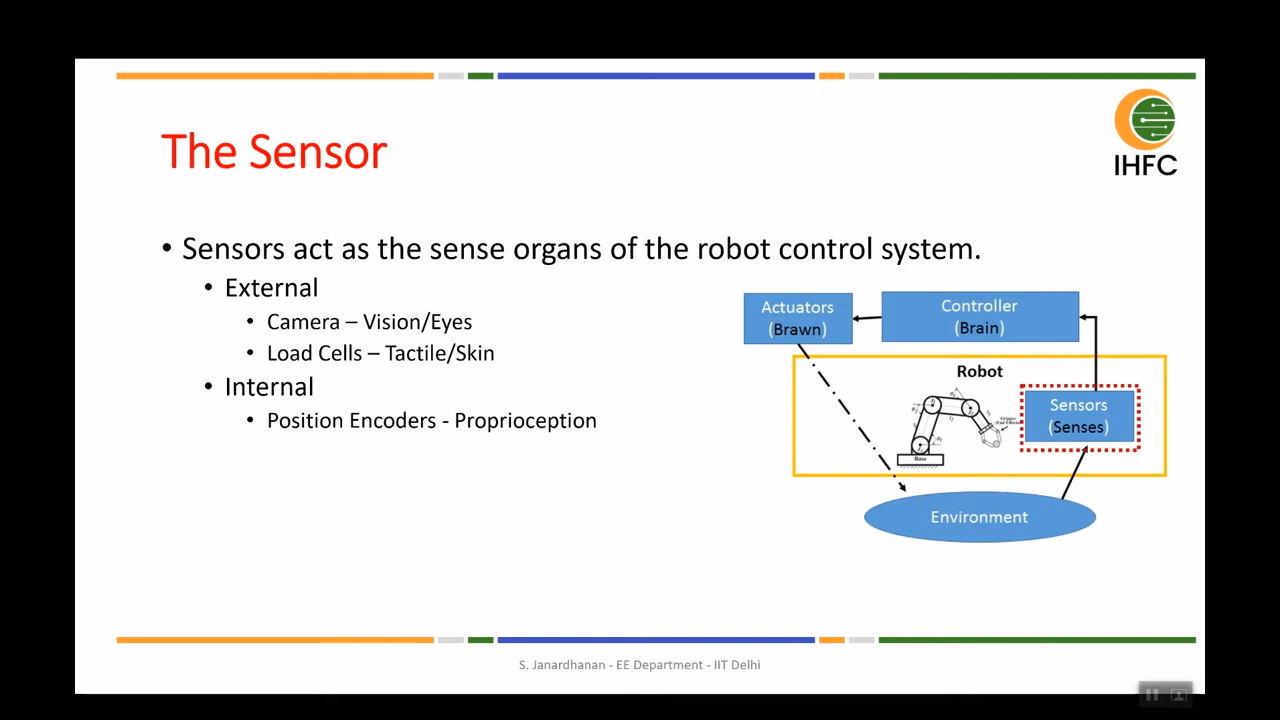 The Sensor
IHFC
• Sensors act as the sense organs of the robot control system.
• External
• Camera – Vision/Eyes
• Load Cells – Tactile/Skin
• Internal
• Position Encoders - Proprioception
Actuators
(Brawn)
Controller
(Brain)
Robot
Sensors
(Senses)
Base
Environment
S. Janardhanan - EE Department - IIT Delhi